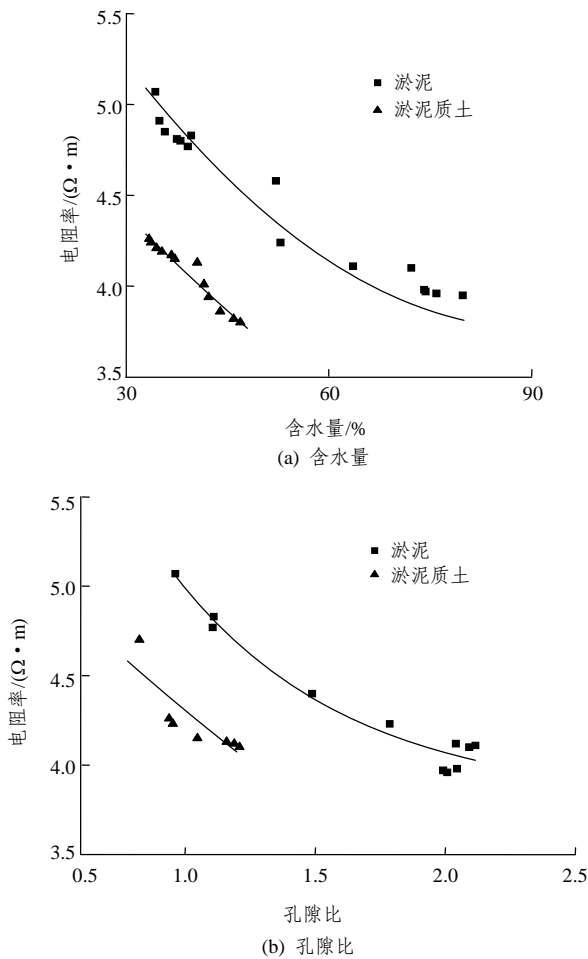 5.5
5.0
4.5
4.0
3.5
电阻率/(Ω·m)
■ 淤泥
▲ 淤泥质土
30 60 90
含水量/%
(a) 含水量
5.5
5.0
4.5
4.0
3.5
电阻率/(Ω·m)
■ 淤泥
▲ 淤泥质土
0.5 1.0 1.5 2.0 2.5
孔隙比
(b) 孔隙比